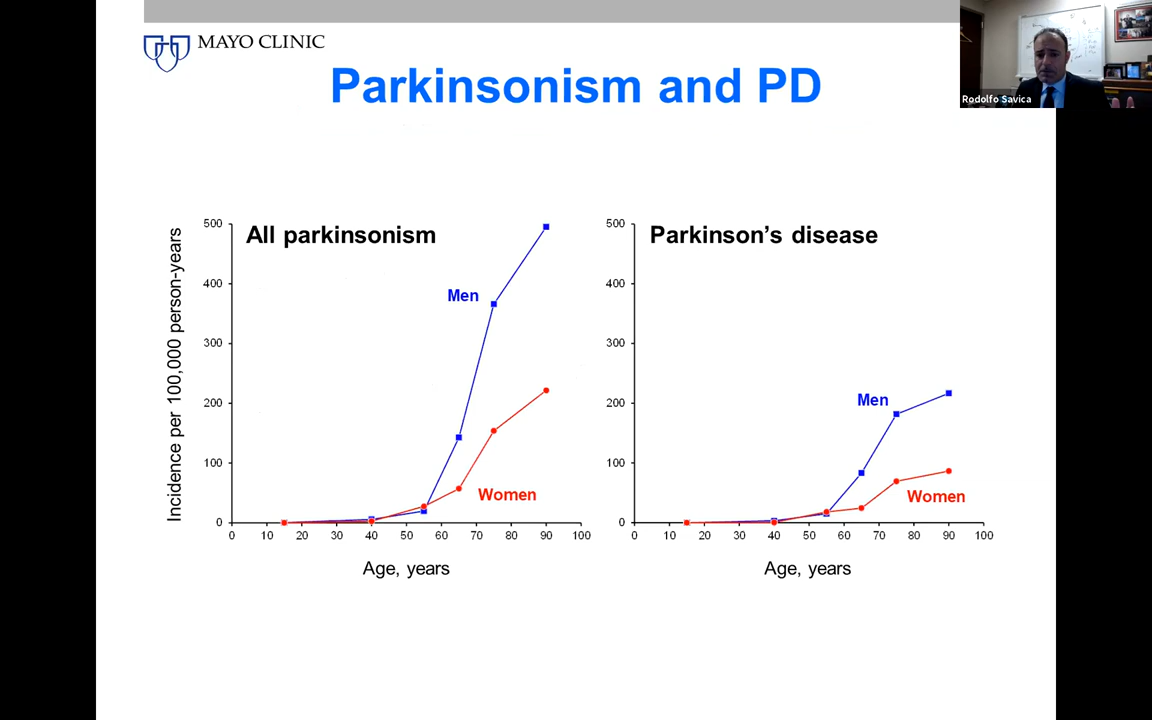 MAYO CLINIC
Parkinsonism and PD
Rodolfo Savica
Incidence per 100,000 person-years
All parkinsonism
500
400
300
200
100
0
Men
Women
0 10 20 30 40 50 60 70 80 90 100
Age, years
Parkinson's disease
500
400
300
200
100
0
Men
Women
0 10 20 30 40 50 60 70 80 90 100
Age, years